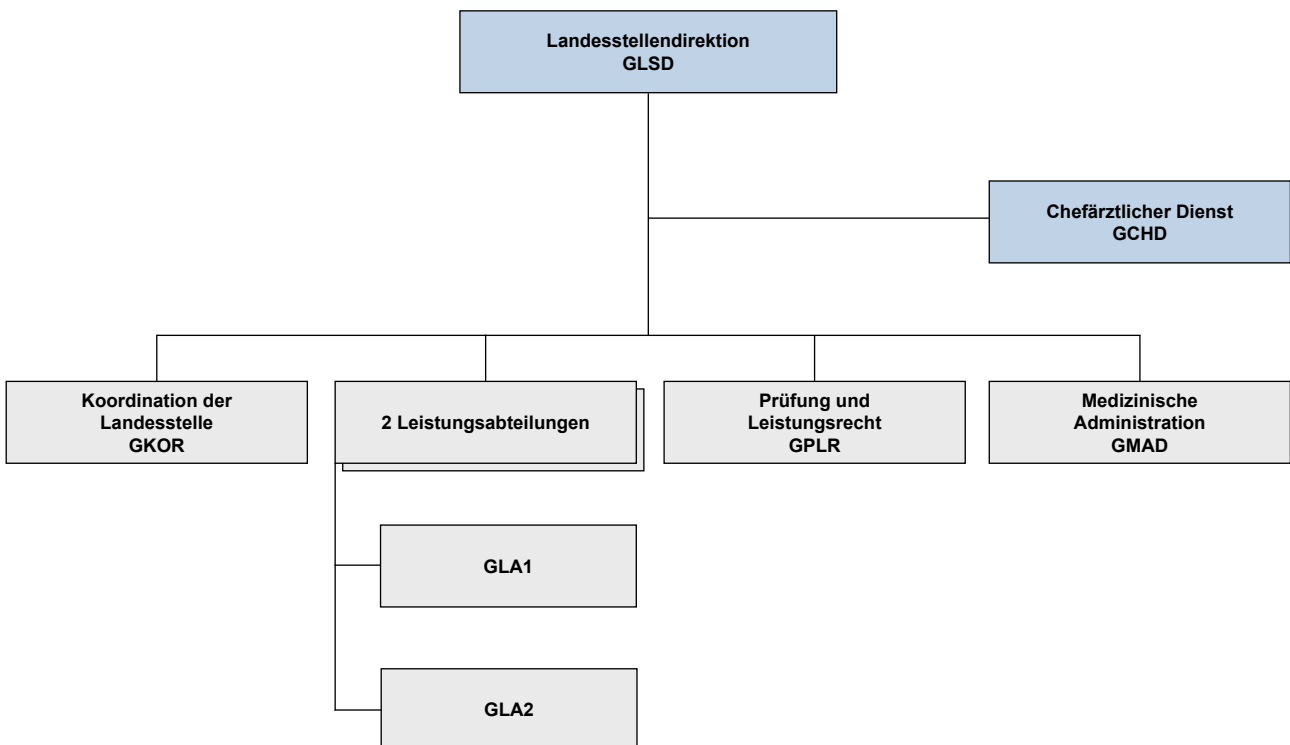 Landesstellendirektion
GLSD
Chefärztlicher Dienst
GCHD
Koordination der
Landesstelle
GKOR
2 Leistungsabteilungen
Prüfung und
Leistungsrecht
GPLR
Medizinische
Administration
GMAD
GLA1
GLA2